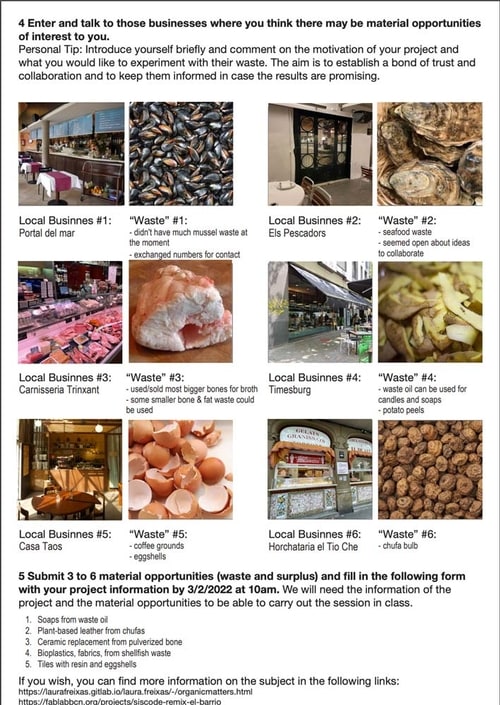 4 Enter and talk to those businesses where you think there may be material opportunities
of interest to you.
Personal Tip: Introduce yourself briefly and comment on the motivation of your project and
what you would like to experiment with their waste. The aim is to establish a bond of trust and
collaboration and to keep them informed in case the results are promising.
Local Businnes #1:
Portal del mar
“Waste” #1:
- didn't have much mussel waste at
the moment
- exchanged numbers for contact
Local Businnes #2:
Els Pescadors
“Waste” #2:
- seafood waste
- seemed open about ideas
to collaborate
Local Businnes #3:
Carnisseria Trinxant
“Waste” #3:
- used/sold most bigger bones for broth
- some smaller bone & fat waste could
be used
Local Businnes #4:
Timesburg
“Waste” #4:
- waste oil can be used for
candles and soaps
- potato peels
GELATS
GRANISSATS
Local Businnes #5:
Casa Taos
“Waste” #5:
- coffee grounds
- eggshells
Local Businnes #6:
Horchataria el Tio Che
“Waste” #6:
- chufa bulb
5 Submit 3 to 6 material opportunities (waste and surplus) and fill in the following form
with your project information by 3/2/2022 at 10am. We will need the information of the
project and the material opportunities to be able to carry out the session in class.
1. Soaps from waste oil
2. Plant-based leather from chufas
3. Ceramic replacement from pulverized bone
4. Bioplastics, fabrics, from shellfish waste
5. Tiles with resin and eggshells
If you wish, you can find more information on the subject in the following links:
https://laurafreixas.gitlab.io/laura.freixas/-/organicmatters.html
https://fablabbcn.org/projects/siscode-remix-el-barrio